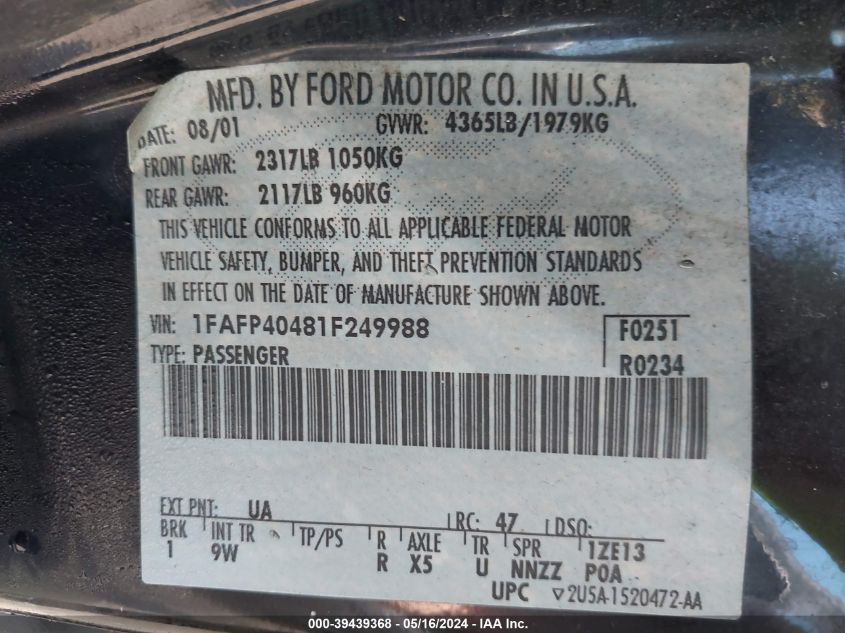 MFD. BY FORD MOTOR CO. IN U.S.A.
DATE: 08/01 GVWR: 4365LB/1979KG
FRONT GAWR: 2317LB 1050KG
REAR GAWR: 2117LB 960KG
THIS VEHICLE CONFORMS TO ALL APPLICABLE FEDERAL MOTOR
VEHICLE SAFETY, BUMPER, AND THEFT PREVENTION STANDARDS
IN EFFECT ON THE DATE OF MANUFACTURE SHOWN ABOVE.
VIN: 1FAFP40481F249988 F0251
TYPE: PASSENGER R0234
EXT PNT: UA RC: 47 DSO:
BRK INT TR TP/PS R AXLE TR SPR 1ZE13
1 9W R X5 U NNZZ POA
UPC ▽2U5A-1520472-AA
000-39439368 - 05/16/2024 - IAAI, Inc.